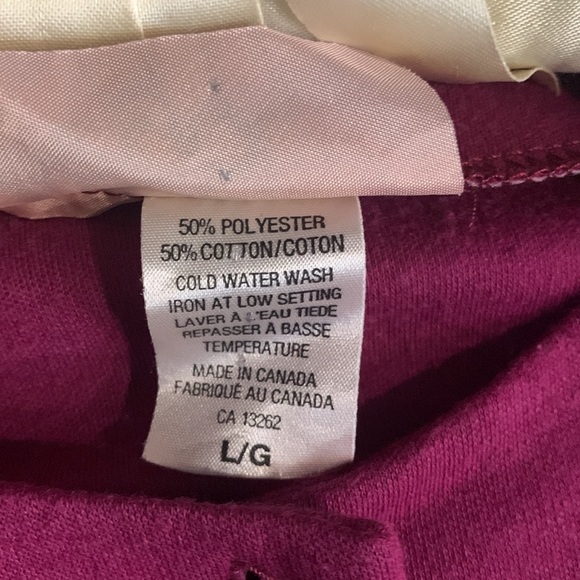 50% POLYESTER
50% COTTON/COTON
COLD WATER WASH
IRON AT LOW SETTING
LAVER À L'EAU TIEDE
REPASSER À BASSE
TEMPERATURE
MADE IN CANADA
FABRIQUÉ AU CANADA
CA 13262
L/G